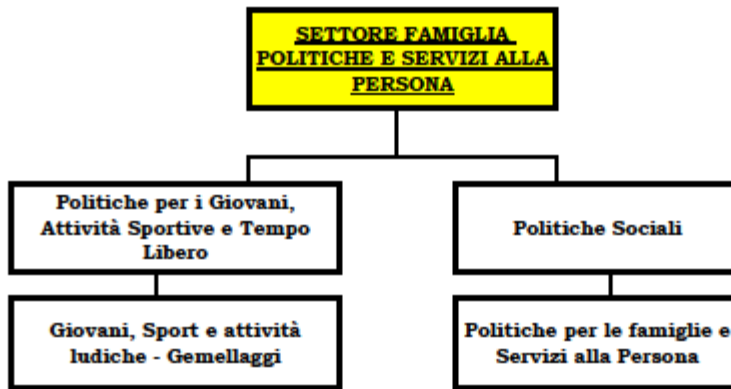 SETTORE FAMIGLIA
POLITICHE E SERVIZI ALLA
PERSONA
Politiche per i Giovani,
Attività Sportive e Tempo
Libero
Politiche Sociali
Giovani, Sport e attività
ludiche - Gemellaggi
Politiche per le famiglie e
Servizi alla Persona